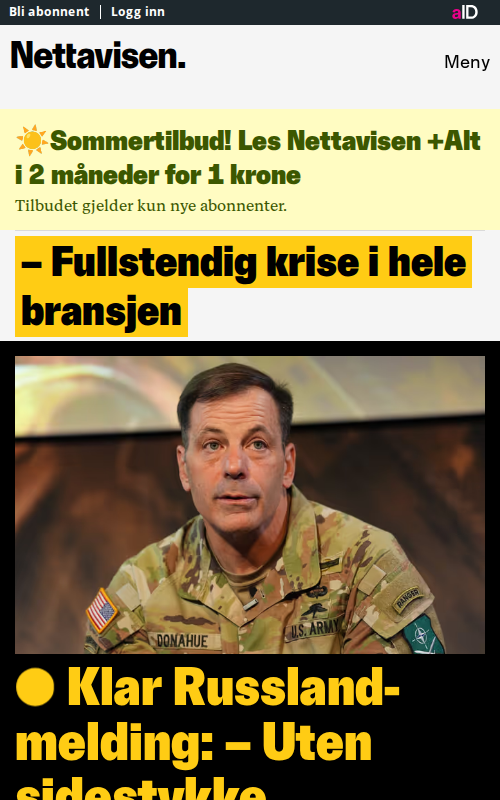 Bli abonnent | Logg inn
aID
Nettavisen.
Meny
☀️Sommertilbud! Les Nettavisen +Alt
i 2 måneder for 1 krone
Tilbudet gjelder kun nye abonnenter.
– Fullstendig krise i hele
bransjen
RANGER
DONAHUE
U.S. ARMY
Klar Russland-
melding: – Uten
sidestykke